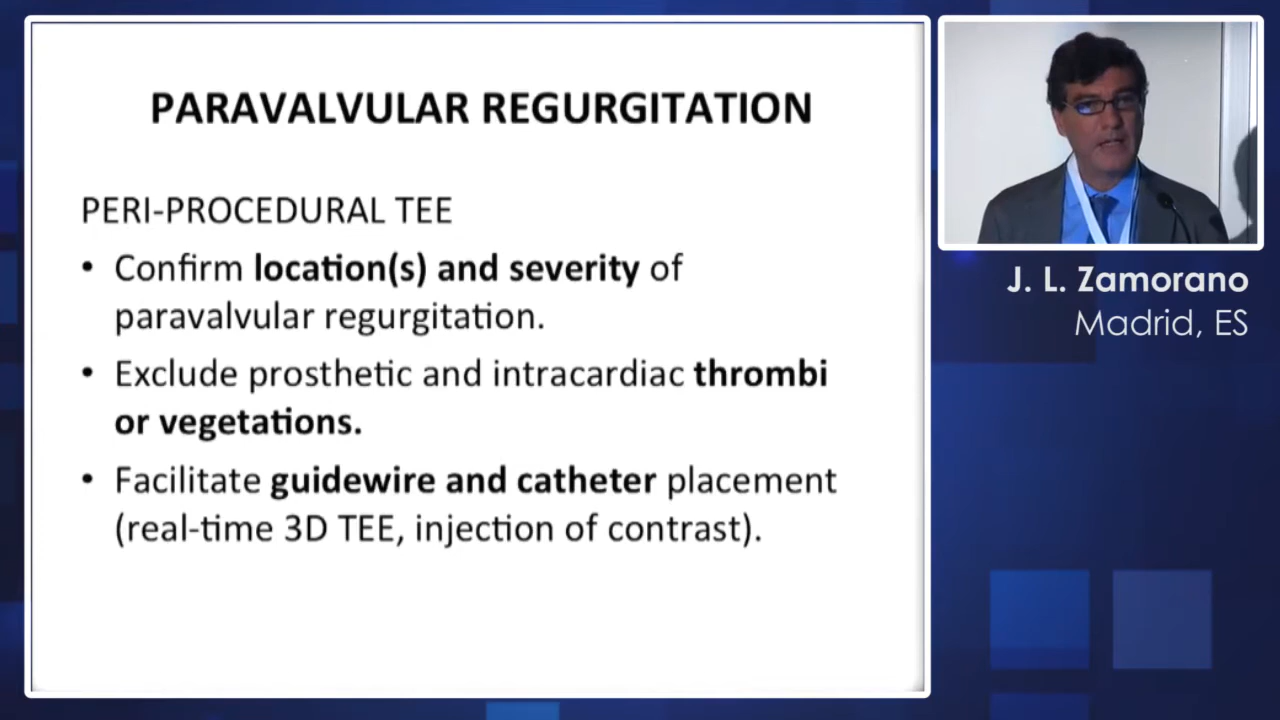 PARAVALVULAR REGURGITATION
PERI-PROCEDURAL TEE
• Confirm location(s) and severity of
paravalvular regurgitation.
• Exclude prosthetic and intracardiac thrombi
or vegetations.
• Facilitate guidewire and catheter placement
(real-time 3D TEE, injection of contrast).
J. L. Zamorano
Madrid, ES